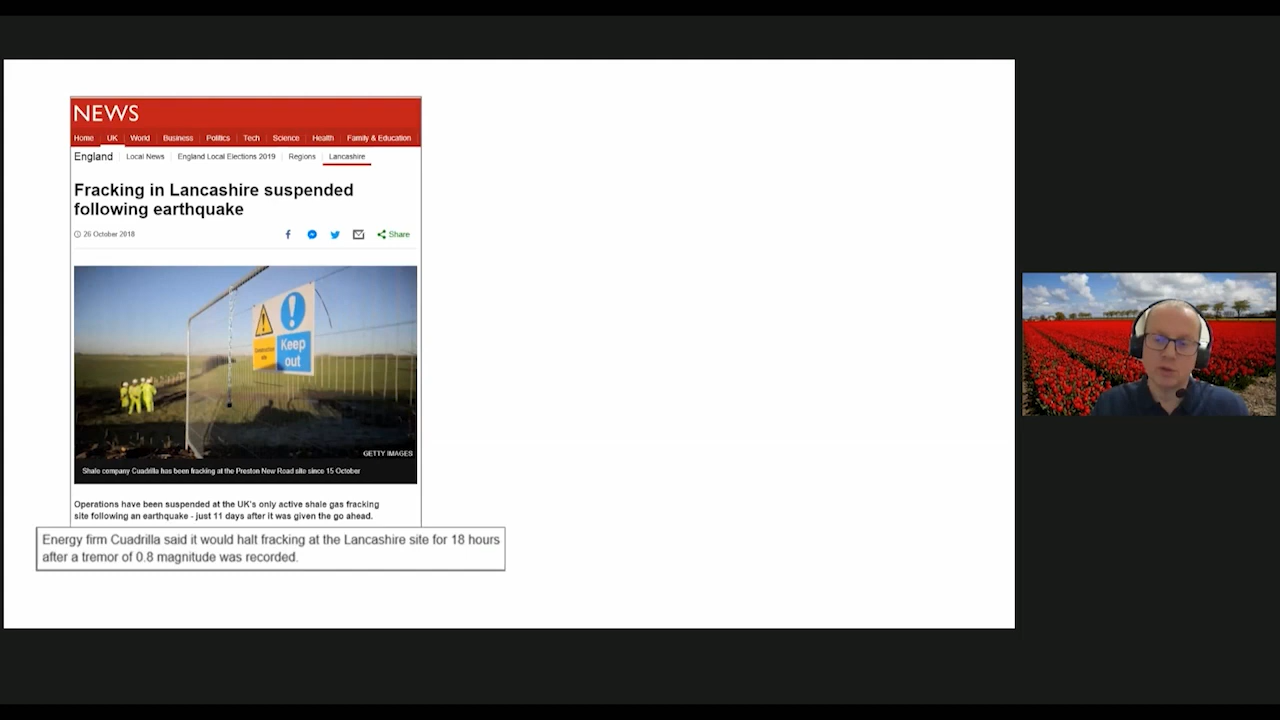 NEWS
Home UK World Business Politics Tech Science Health Family & Education
England Local News England Local Elections 2019 Regions Lancashire
Fracking in Lancashire suspended
following earthquake
26 October 2018
Share
Keep
out
GETTY IMAGES
Shale company Cuadrilla has been fracking at the Preston New Road site since 15 October
Operations have been suspended at the UK's only active shale gas fracking
site following an earthquake - just 11 days after it was given the go ahead.
Energy firm Cuadrilla said it would halt fracking at the Lancashire site for 18 hours
after a tremor of 0.8 magnitude was recorded.